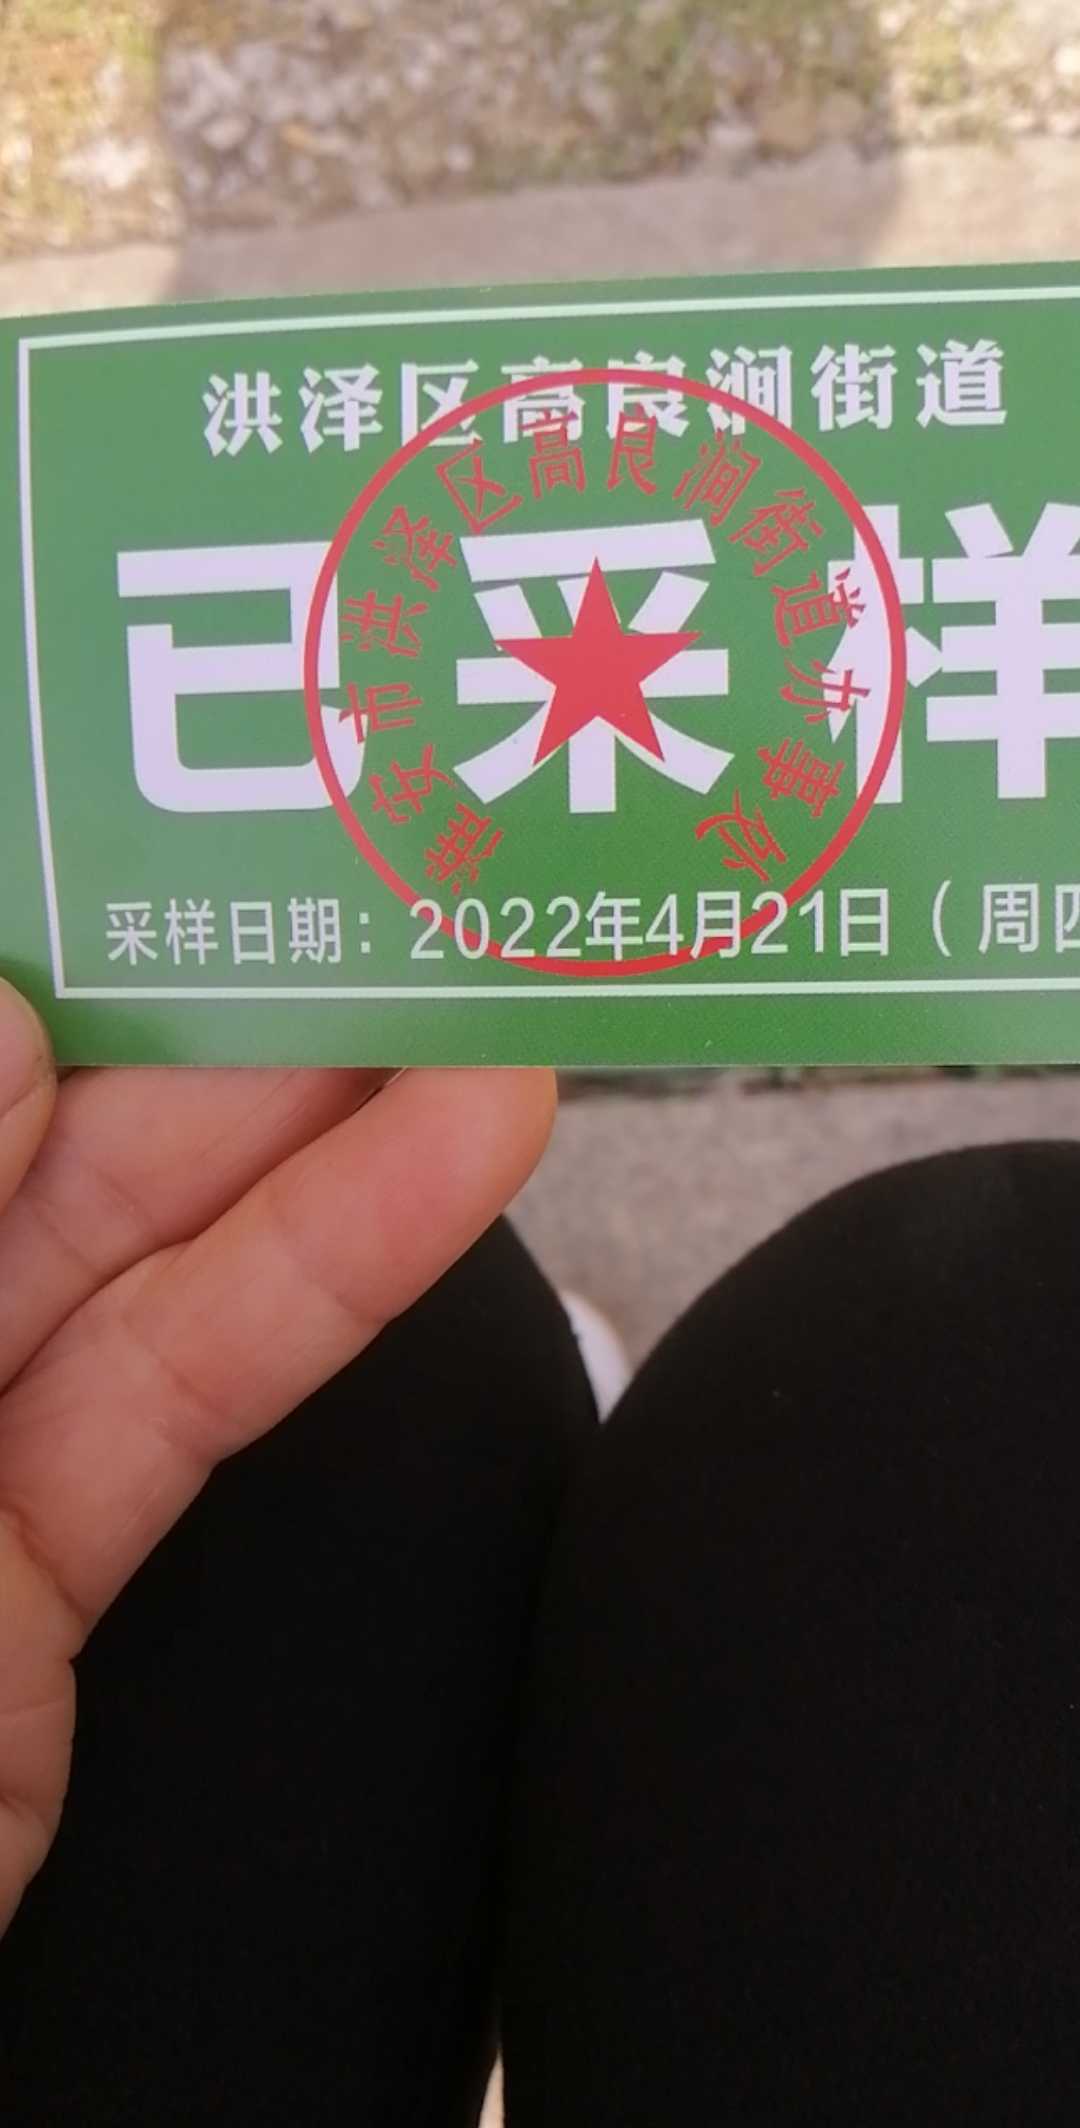 洪泽区高良涧街道
已采样
淮安市洪泽区高良涧街道办事处
采样日期：2022年4月21日（周四